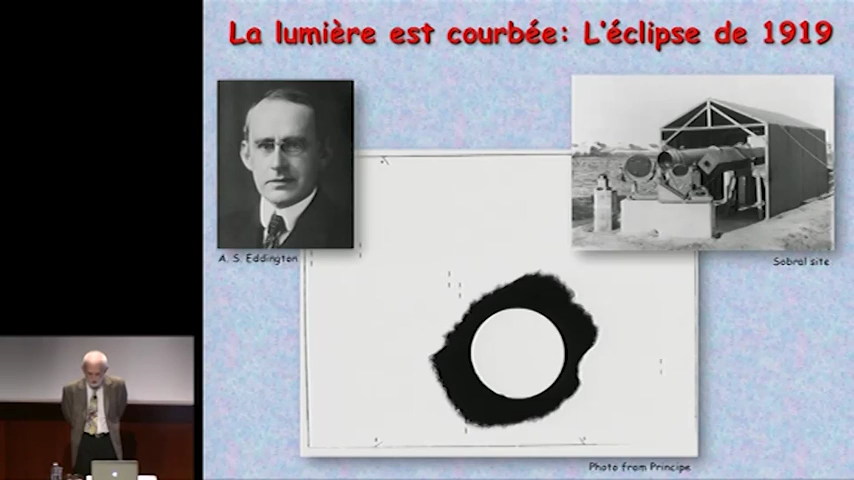 La lumière est courbée: L'éclipse de 1919
A. S. Eddington
Sobral site
Photo from Principe